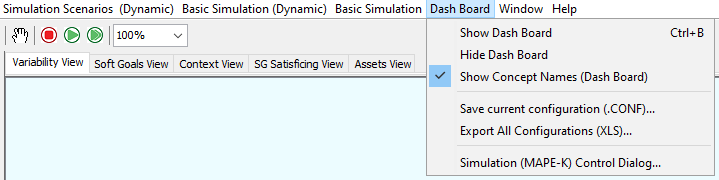 Simulation Scenarios (Dynamic) Basic Simulation (Dynamic) Basic Simulation Dash Board Window Help
100%
Variability View Soft Goals View Context View SG Satisficing View Assets View
Show Dash Board Ctrl+B
Hide Dash Board
Show Concept Names (Dash Board)
Save current configuration (.CONF)...
Export All Configurations (XLS)...
Simulation (MAPE-K) Control Dialog...